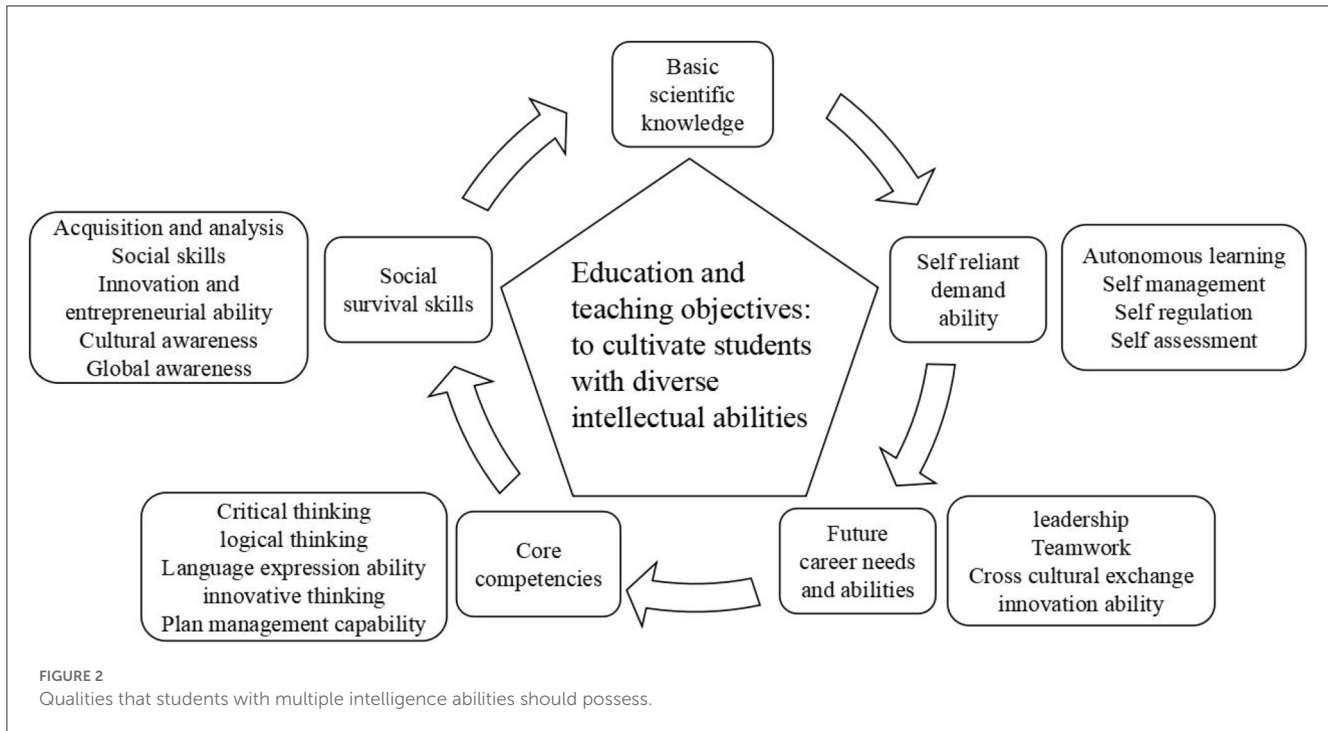 Basic
scientific
knowledge
Acquisition and analysis
Social skills
Innovation and
entrepreneurial ability
Cultural awareness
Global awareness
Social
survival skills
Education and
teaching objectives:
to cultivate students
with diverse
intellectual abilities
Self reliant
demand
ability
Autonomous learning
Self management
Self regulation
Self assessment
Critical thinking
logical thinking
Language expression ability
innovative thinking
Plan management capability
Core
competencies
Future
career needs
and abilities
leadership
Teamwork
Cross cultural exchange
innovation ability
FIGURE 2
Qualities that students with multiple intelligence abilities should possess.